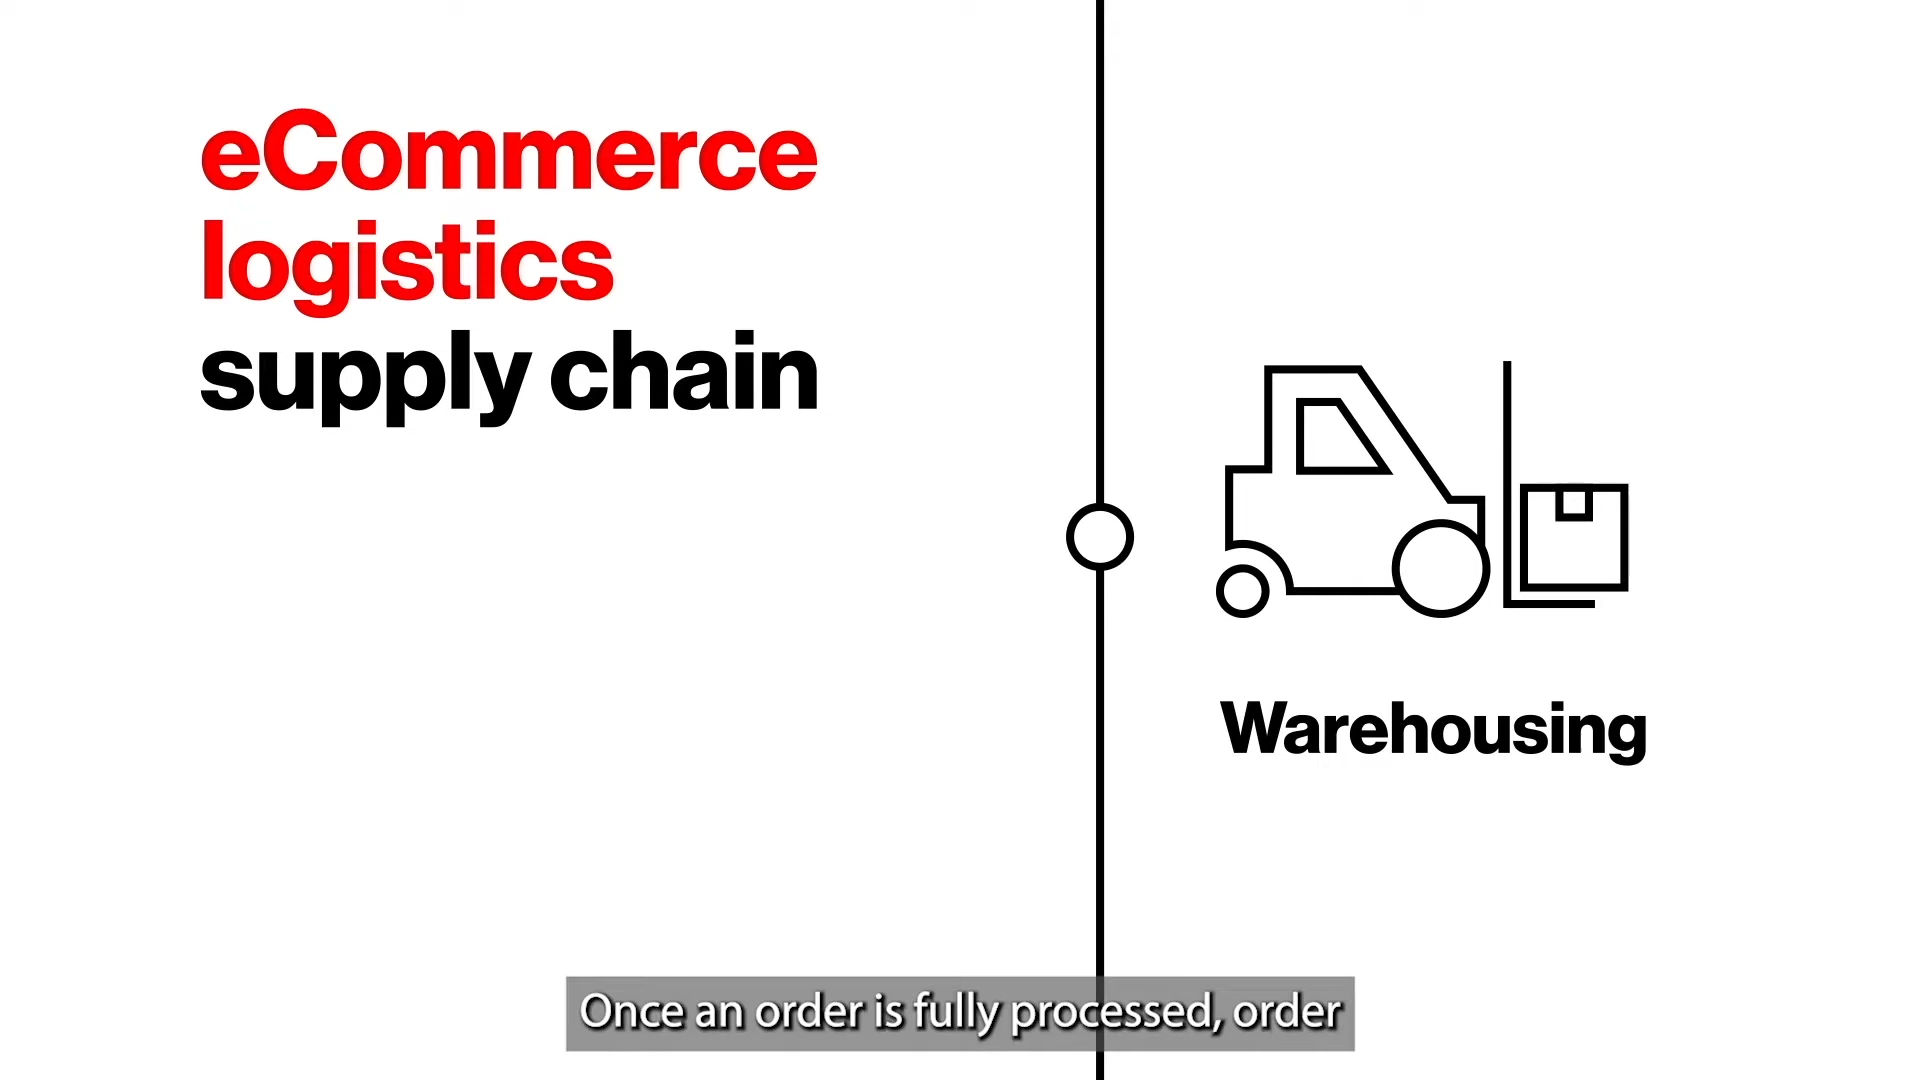 eCommerce
logistics
supply chain
Warehousing
Once an order is fully processed, order